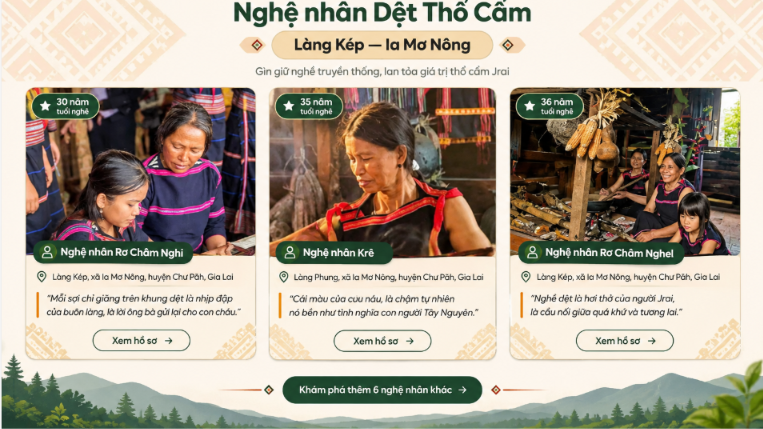 Nghệ nhân Dệt Thổ Cẩm
Làng Kép — Ia Mơ Nông
Gìn giữ nghề truyền thống, lan tỏa giá trị thổ cẩm Jrai
30 năm
tuổi nghề
35 năm
tuổi nghề
36 năm
tuổi nghề
Nghệ nhân Rơ Châm Nghi
Nghệ nhân Krê
Nghệ nhân Rơ Châm Nghel
Làng Kép, xã Ia Mơ Nông, huyện Chư Păh, Gia Lai
Làng Phung, xã Ia Mơ Nông, huyện Chư Păh, Gia Lai
Làng Kép, xã Ia Mơ Nông, huyện Chư Păh, Gia Lai
"Mỗi sợi chỉ giăng trên khung dệt là nhịp đập
của buôn làng, là lời ông bà gửi lại cho con cháu."
"Cái màu của cưu náu, là chậm tự nhiên
nó bền như tình nghĩa con người Tây Nguyên."
"Nghề dệt là hơi thở của người Jrai,
là cầu nối giữa quá khứ và tương lai."
Xem hồ sơ →
Xem hồ sơ →
Xem hồ sơ →
Khám phá thêm 6 nghệ nhân khác →